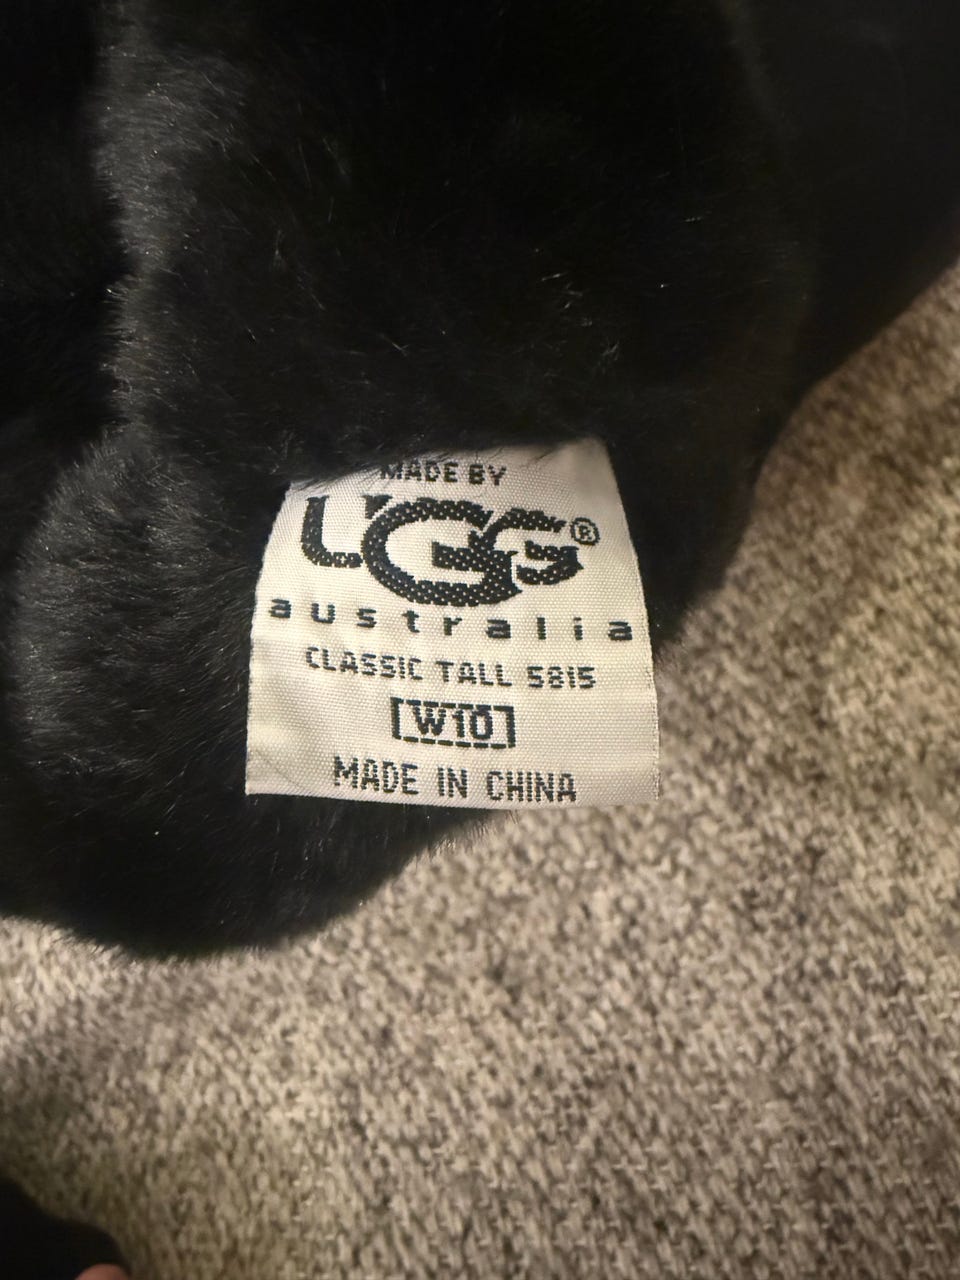 MADE BY
UGG®
australia
CLASSIC TALL 5815
W10
MADE IN CHINA